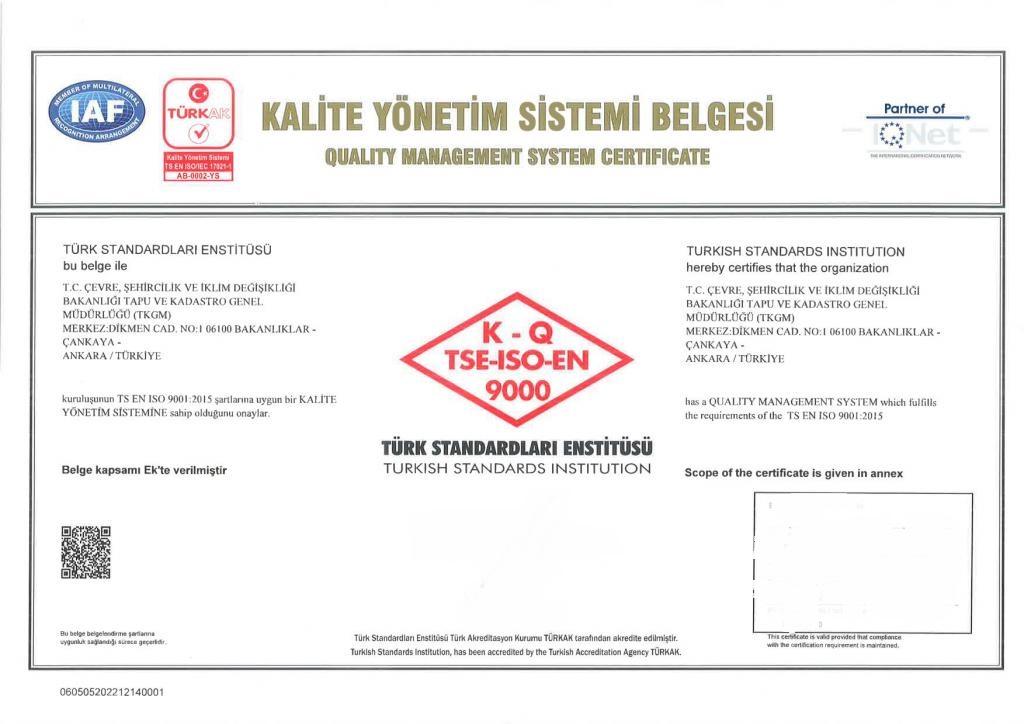 MEMBER OF MULTILATERAL
IAF
RECOGNITION ARRANGEMENT
TÜRKAK
Kalite Yönetim Sistemi
TS EN ISO/IEC 17021-1
AB-0002-YS
KALİTE YÖNETİM SİSTEMİ BELGESİ
QUALITY MANAGEMENT SYSTEM CERTIFICATE
Partner of
IQNet
THE INTERNATIONAL CERTIFICATION NETWORK
TÜRK STANDARDLARI ENSTİTÜSÜ
bu belge ile
T.C. ÇEVRE, ŞEHİRCİLİK VE İKLİM DEĞİŞİKLİĞİ
BAKANLIĞI TAPU VE KADASTRO GENEL
MÜDÜRLÜĞÜ (TKGM)
MERKEZ:DİKMEN CAD. NO:1 06100 BAKANLIKLAR -
ÇANKAYA -
ANKARA / TÜRKİYE
kuruluşunun TS EN ISO 9001:2015 şartlarına uygun bir KALİTE
YÖNETİM SİSTEMİNE sahip olduğunu onaylar.
Belge kapsamı Ek'te verilmiştir
K - Q
TSE-ISO-EN
9000
TÜRK STANDARDLARI ENSTİTÜSÜ
TURKISH STANDARDS INSTITUTION
TURKISH STANDARDS INSTITUTION
hereby certifies that the organization
T.C. ÇEVRE, ŞEHİRCİLİK VE İKLİM DEĞİŞİKLİĞİ
BAKANLIĞI TAPU VE KADASTRO GENEL
MÜDÜRLÜĞÜ (TKGM)
MERKEZ:DİKMEN CAD. NO:1 06100 BAKANLIKLAR -
ÇANKAYA -
ANKARA / TÜRKİYE
has a QUALITY MANAGEMENT SYSTEM which fulfills
the requirements of the TS EN ISO 9001:2015
Scope of the certificate is given in annex
Bu belge belgelendirme şartlarına
uygunluk sağlandığı sürece geçerlidir.
Türk Standardları Enstitüsü Türk Akreditasyon Kurumu TÜRKAK tarafından akredite edilmiştir.
Turkish Standards Institution, has been accredited by the Turkish Accreditation Agency TÜRKAK.
This certificate is valid provided that compliance
with the certification requirement is maintained.
060505202212140001